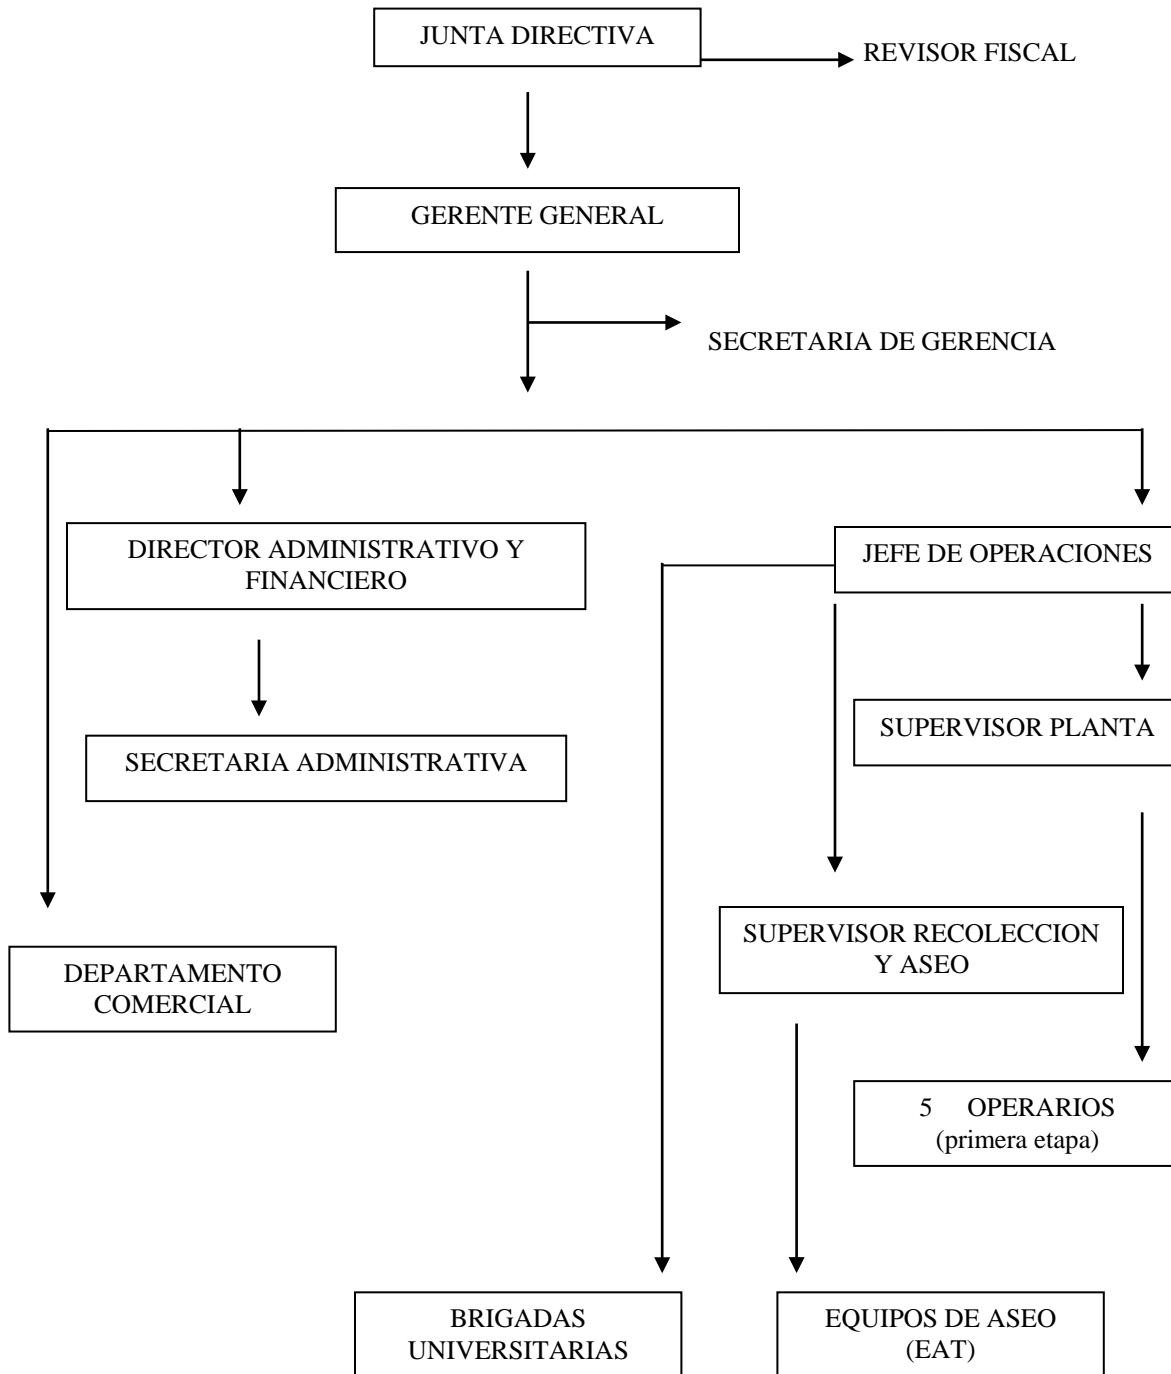 JUNTA DIRECTIVA
REVISOR FISCAL
GERENTE GENERAL
SECRETARIA DE GERENCIA
DIRECTOR ADMINISTRATIVO Y
FINANCIERO
JEFE DE OPERACIONES
SUPERVISOR PLANTA
SECRETARIA ADMINISTRATIVA
SUPERVISOR RECOLECCION
Y ASEO
DEPARTAMENTO
COMERCIAL
5 OPERARIOS
(primera etapa)
BRIGADAS
UNIVERSITARIAS
EQUIPOS DE ASEO
(EAT)